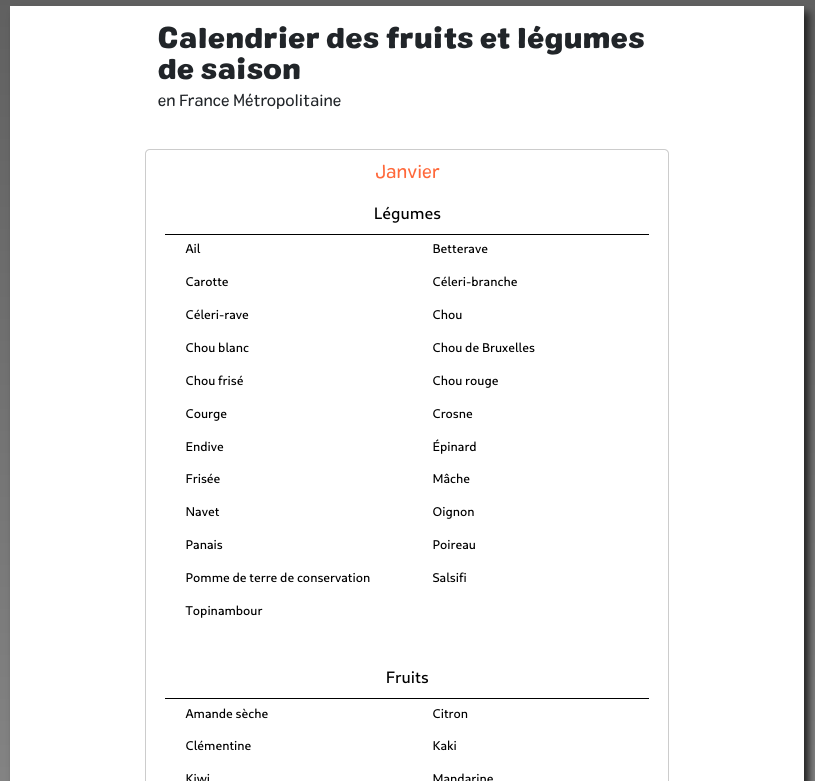 Calendrier des fruits et légumes
de saison
en France Métropolitaine
Janvier
Légumes
Ail Betterave
Carotte Céleri-branche
Céleri-rave Chou
Chou blanc Chou de Bruxelles
Chou frisé Chou rouge
Courge Crosne
Endive Épinard
Frisée Mâche
Navet Oignon
Panais Poireau
Pomme de terre de conservation Salsifi
Topinambour
Fruits
Amande sèche Citron
Clémentine Kaki
Kiwi Mandarine